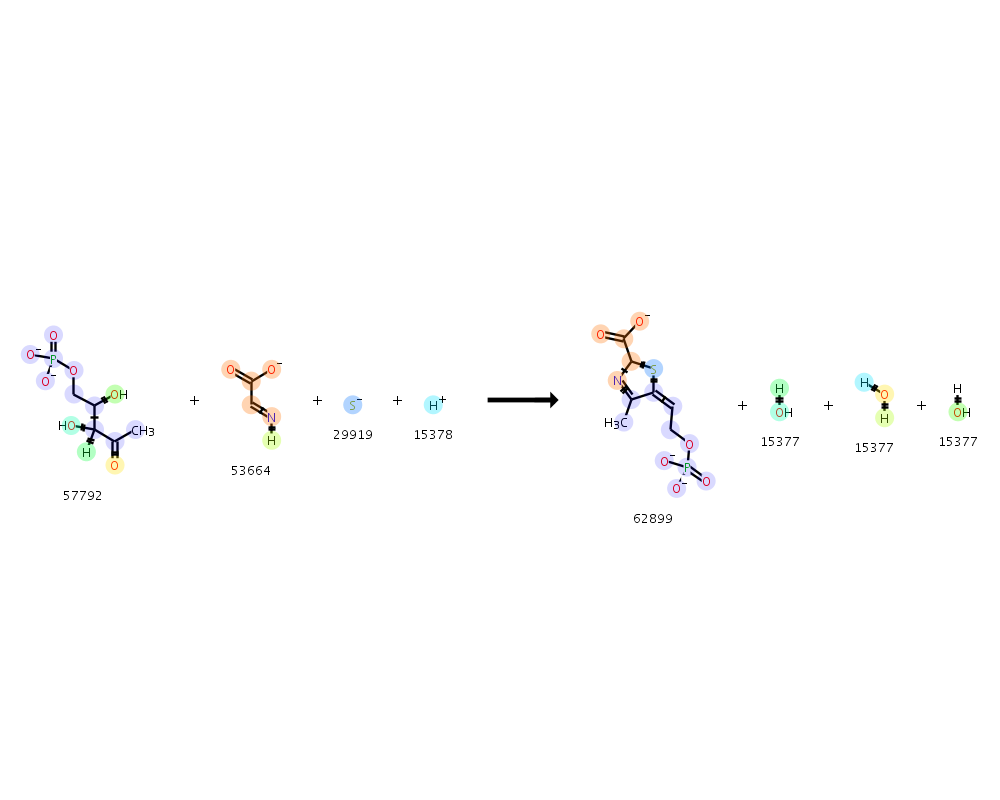 O
O⁻ P O
O⁻
OH
HO
H
CH3
O
57792
+
O O⁻
N
H
53664
+
S⁻
29919
+
H⁺
15378
O O⁻
N S
H₃C
O
O⁻ P
O⁻ O
62899
+
H
OH
15377
+
H O
H
15377
+
H
OH
15377